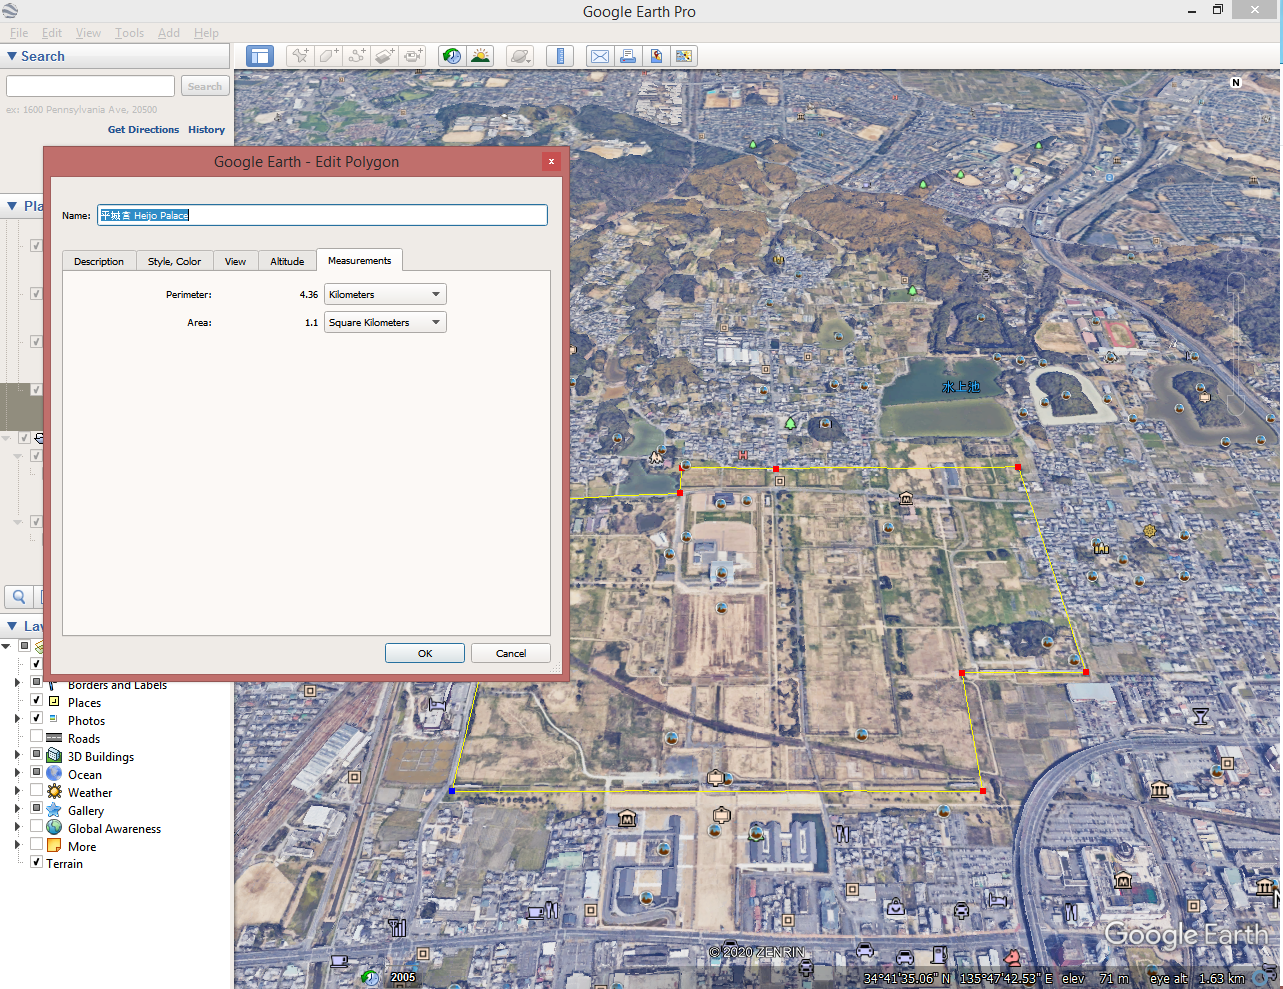 Google Earth Pro
File Edit View Tools Add Help
Search
Search
ex: 1600 Pennsylvania Ave, 20500
Get Directions History
N
Google Earth - Edit Polygon
x
Pla
Name: 平城宮 Heijo Palace
Description Style, Color View Altitude Measurements
Perimeter: 4.36 Kilometers
Area: 1.1 Square Kilometers
水上池
H
OK Cancel
Lay
Borders and Labels
Places
Photos
Roads
3D Buildings
Ocean
Weather
Gallery
Global Awareness
More
Terrain
Google Earth
© 2020 ZENRIN
2005
34°41'35.06" N 135°47'42.53" E elev 71 m eye alt 1.63 km